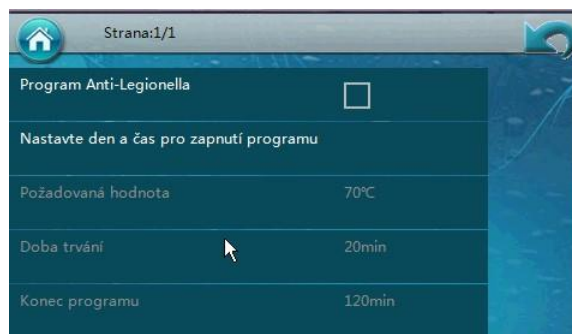 Strana:1/1
Program Anti-Legionella
Nastavte den a čas pro zapnutí programu
Požadovaná hodnota 70℃
Doba trvání 20min
Konec programu 120min